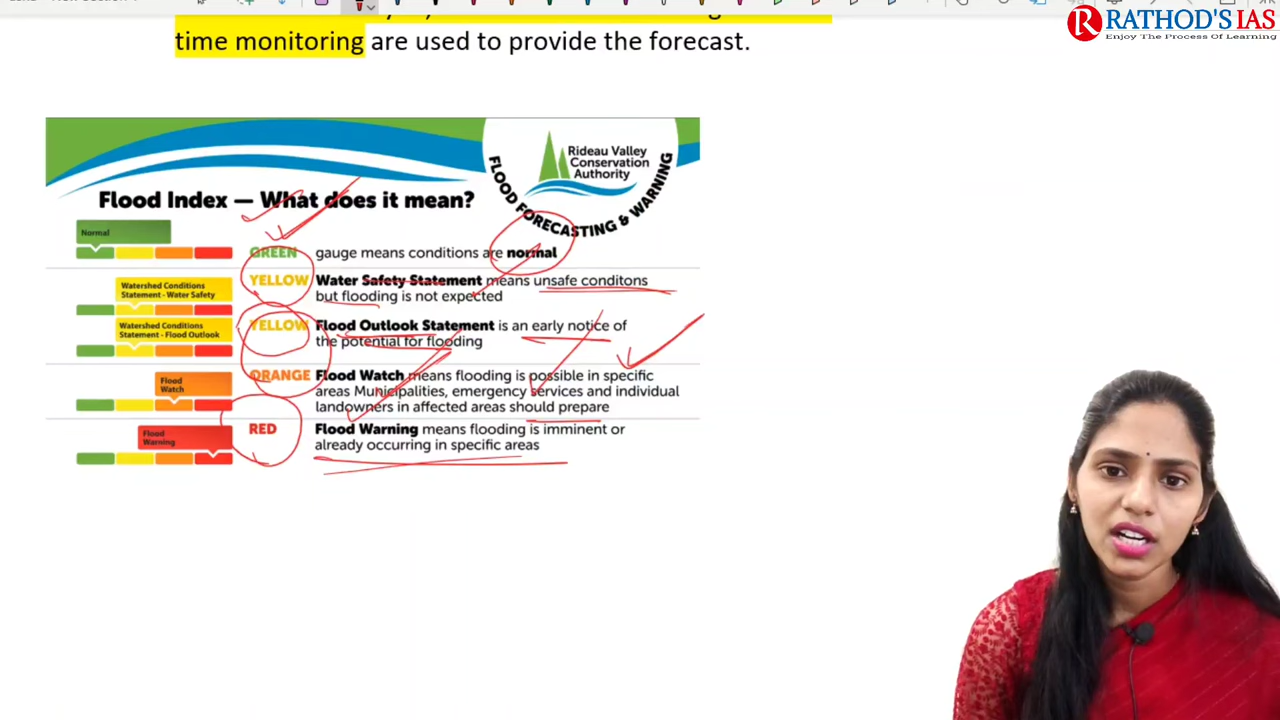 RATHOD'S IAS
Enjoy The Process Of Learning
time monitoring are used to provide the forecast.
Rideau Valley
Conservation
Authority
FLOOD FORECASTING & WARNING
Flood Index — What does it mean?
Normal
GREEN gauge means conditions are normal
Watershed Conditions
Statement - Water Safety
YELLOW Water Safety Statement means unsafe conditons
but flooding is not expected
Watershed Conditions
Statement - Flood Outlook
YELLOW Flood Outlook Statement is an early notice of
the potential for flooding
Flood
Watch
ORANGE Flood Watch means flooding is possible in specific
areas Municipalities, emergency services and individual
landowners in affected areas should prepare
Flood
Warning
RED Flood Warning means flooding is imminent or
already occurring in specific areas